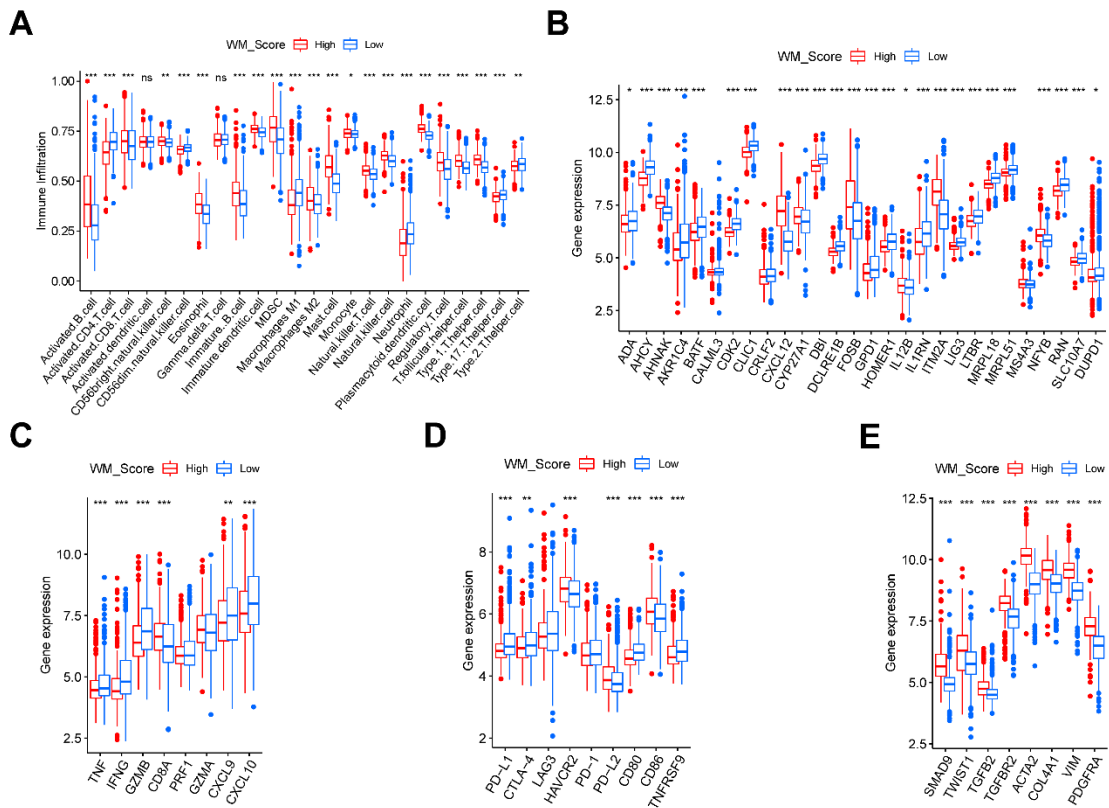 A
WM_Score High Low
*** *** *** ns ** *** *** ns *** *** *** *** *** *** * *** *** *** *** *** *** *** *** **
Immune infiltration
1.00
0.75
0.50
0.25
0.00
Activated.B.cell
Activated.CD4.T.cell
Activated.CD8.T.cell
Activated.dendritic.cell
CD56bright.natural.killer.cell
CD56dim.natural.killer.cell
Eosinophil
Gamma.delta.T.cell
Immature..B.cell
Immature.dendritic.cell
MDSC
Macrophages M1
Macrophages M2
Mast.cell
Monocyte
Natural.killer.T.cell
Natural.killer.cell
Neutrophil
Plasmacytoid.dendritic.cell
Regulatory.T.cell
T.follicular.helper.cell
Type.1.T.helper.cell
Type.17.T.helper.cell
Type.2.T.helper.cell
B
WM_Score High Low
* *** *** *** *** *** *** *** *** *** *** *** *** * *** *** *** *** *** *** *** *** *** *
Gene expression
12.5
10.0
7.5
5.0
2.5
ADA
AHCY
AHNAK
AKR1C4
BATF
CALML3
CDK2
CLIC1
CRLF2
CXCL12
CYP27A1
DBI
DCLRE1B
FOSB
GPD1
HOMER1
IL12B
IL1RN
ITM2A
LIG3
LTBR
MRPL18
MRPL51
MS4A3
NFYB
RAN
SLC10A7
DUPD1
C
WM_Score High Low
*** *** *** *** ** ***
Gene expression
10.0
7.5
5.0
2.5
TNF
IFNG
GZMB
CD8A
PRF1
GZMA
CXCL9
CXCL10
D
WM_Score High Low
*** ** *** *** *** *** ***
Gene expression
8
6
4
2
PD-L1
CTLA-4
LAG3
HAVCR2
PD-1
PD-L2
CD80
CD86
TNFRSF9
E
WM_Score High Low
*** *** *** *** *** *** *** ***
Gene expression
12.5
10.0
7.5
5.0
2.5
SMAD9
TWIST1
TGFB2
TGFBR2
ACTA2
COL4A1
VIM
PDGFRA